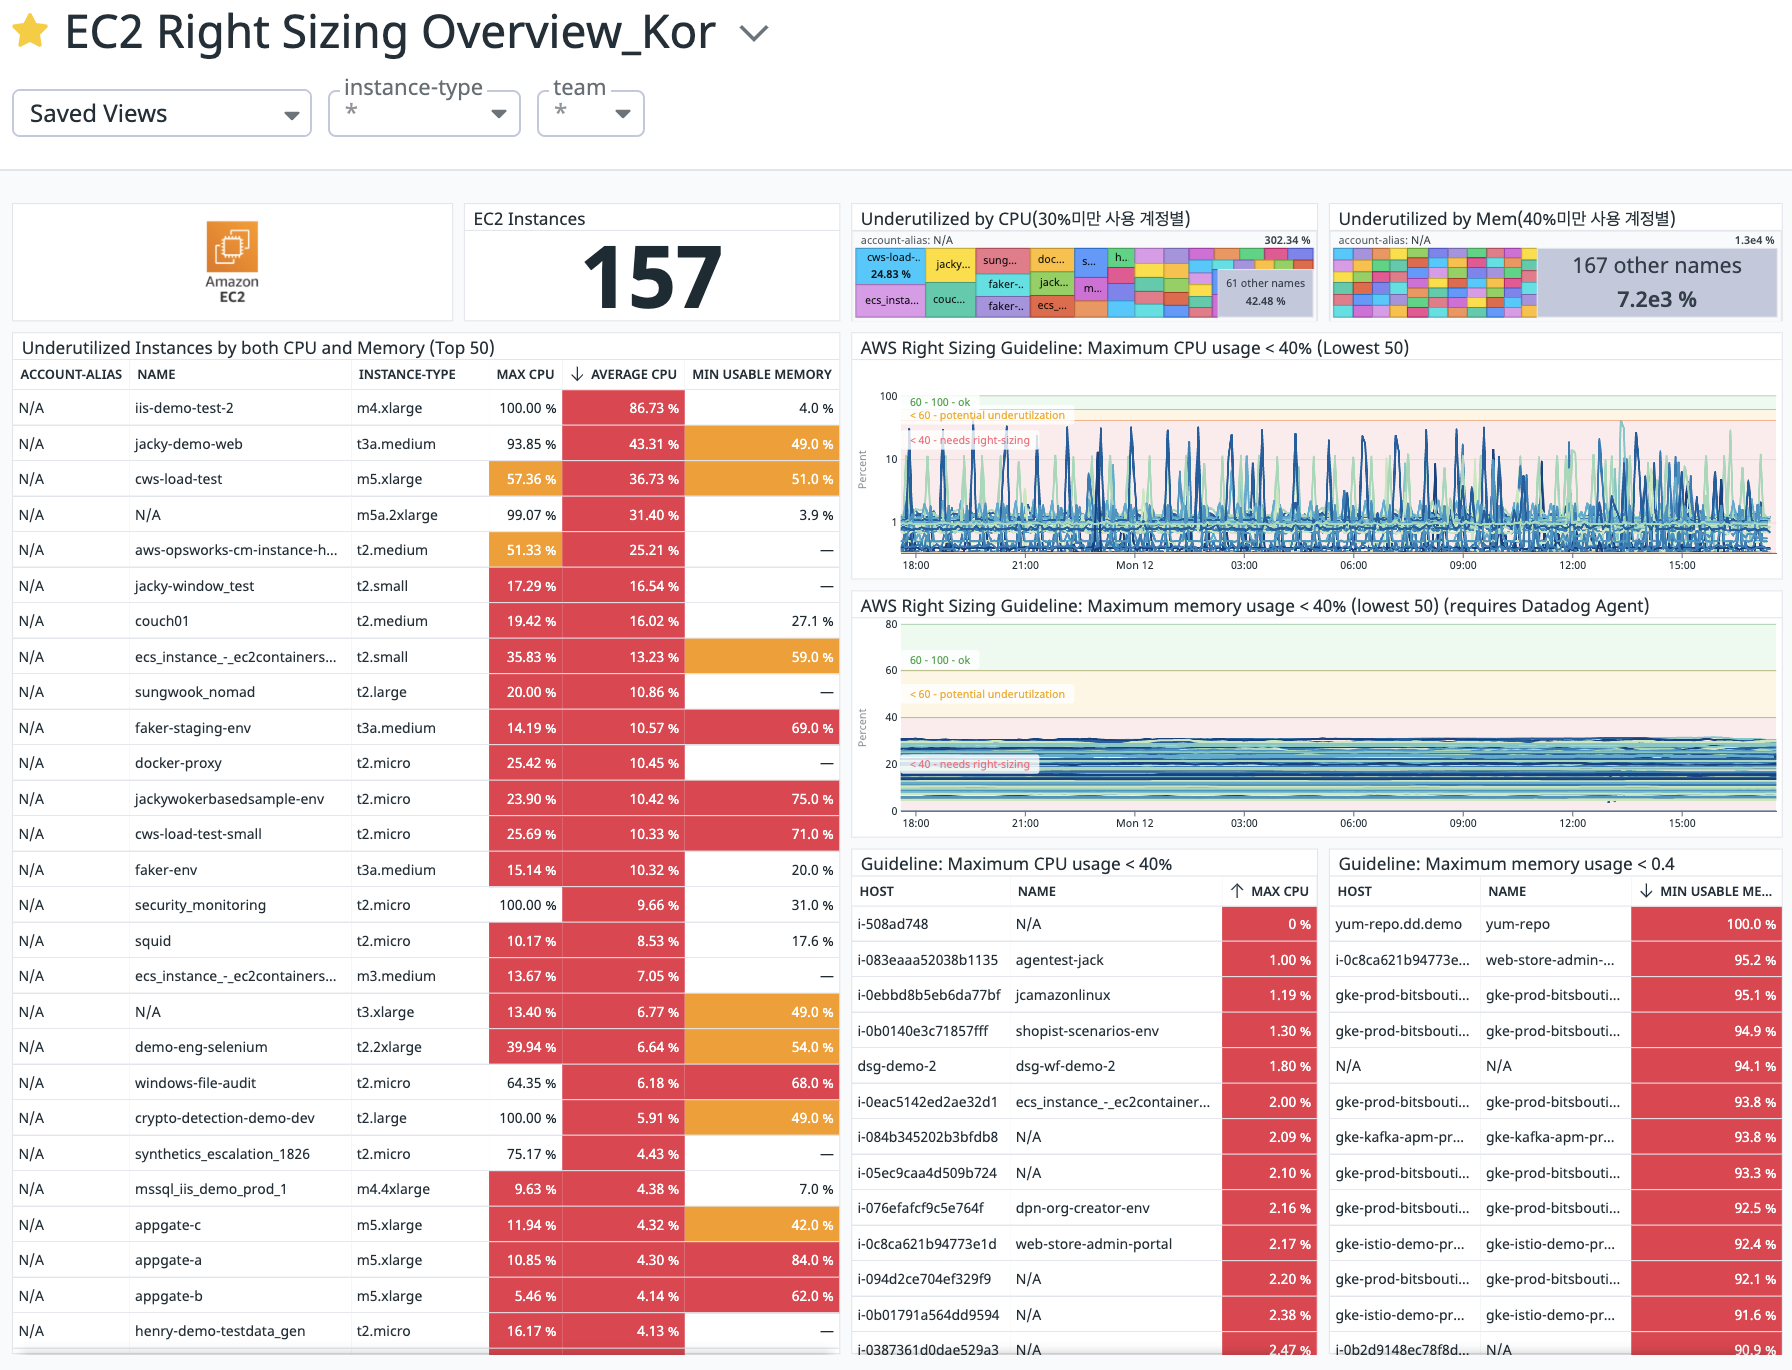 EC2 Right Sizing Overview_Kor
Saved Views
instance-type
*
team
*
Amazon
EC2
EC2 Instances
157
Underutilized by CPU(30%미만 사용 계정별)
account-alias: N/A 302.34 %
cws-load-..
24.83 %
ecs_insta...
jacky...
couc...
sung...
faker-..
faker-..
doc...
jack...
ecs_...
s...
m...
h..
61 other names
42.48 %
Underutilized by Mem(40%미만 사용 계정별)
account-alias: N/A 1.3e4 %
167 other names
7.2e3 %
Underutilized Instances by both CPU and Memory (Top 50)
ACCOUNT-ALIAS NAME INSTANCE-TYPE MAX CPU ↓ AVERAGE CPU MIN USABLE MEMORY
N/A iis-demo-test-2 m4.xlarge 100.00 % 86.73 % 4.0 %
N/A jacky-demo-web t3a.medium 93.85 % 43.31 % 49.0 %
N/A cws-load-test m5.xlarge 57.36 % 36.73 % 51.0 %
N/A N/A m5a.2xlarge 99.07 % 31.40 % 3.9 %
N/A aws-opsworks-cm-instance-h... t2.medium 51.33 % 25.21 % —
N/A jacky-window_test t2.small 17.29 % 16.54 % —
N/A couch01 t2.medium 19.42 % 16.02 % 27.1 %
N/A ecs_instance_-_ec2containers... t2.small 35.83 % 13.23 % 59.0 %
N/A sungwook_nomad t2.large 20.00 % 10.86 % —
N/A faker-staging-env t3a.medium 14.19 % 10.57 % 69.0 %
N/A docker-proxy t2.micro 25.42 % 10.45 % —
N/A jackywokerbasedsample-env t2.micro 23.90 % 10.42 % 75.0 %
N/A cws-load-test-small t2.micro 25.69 % 10.33 % 71.0 %
N/A faker-env t3a.medium 15.14 % 10.32 % 20.0 %
N/A security_monitoring t2.micro 100.00 % 9.66 % 31.0 %
N/A squid t2.micro 10.17 % 8.53 % 17.6 %
N/A ecs_instance_-_ec2containers... m3.medium 13.67 % 7.05 % —
N/A N/A t3.xlarge 13.40 % 6.77 % 49.0 %
N/A demo-eng-selenium t2.2xlarge 39.94 % 6.64 % 54.0 %
N/A windows-file-audit t2.micro 64.35 % 6.18 % 68.0 %
N/A crypto-detection-demo-dev t2.large 100.00 % 5.91 % 49.0 %
N/A synthetics_escalation_1826 t2.micro 75.17 % 4.43 % —
N/A mssql_iis_demo_prod_1 m4.4xlarge 9.63 % 4.38 % 7.0 %
N/A appgate-c m5.xlarge 11.94 % 4.32 % 42.0 %
N/A appgate-a m5.xlarge 10.85 % 4.30 % 84.0 %
N/A appgate-b m5.xlarge 5.46 % 4.14 % 62.0 %
N/A henry-demo-testdata_gen t2.micro 16.17 % 4.13 % —
AWS Right Sizing Guideline: Maximum CPU usage < 40% (Lowest 50)
Percent
100
10
1
60 - 100 - ok
< 60 - potential underutilzation
< 40 - needs right-sizing
18:00 21:00 Mon 12 03:00 06:00 09:00 12:00 15:00
AWS Right Sizing Guideline: Maximum memory usage < 40% (lowest 50) (requires Datadog Agent)
Percent
80
60
40
20
0
60 - 100 - ok
< 60 - potential underutilzation
< 40 - needs right-sizing
18:00 21:00 Mon 12 03:00 06:00 09:00 12:00 15:00
Guideline: Maximum CPU usage < 40%
HOST NAME ↑ MAX CPU
i-508ad748 N/A 0 %
i-083eaaa52038b1135 agentest-jack 1.00 %
i-0ebbd8b5eb6da77bf jcamazonlinux 1.19 %
i-0b0140e3c71857fff shopist-scenarios-env 1.30 %
dsg-demo-2 dsg-wf-demo-2 1.80 %
i-0eac5142ed2ae32d1 ecs_instance_-_ec2container... 2.00 %
i-084b345202b3bfdb8 N/A 2.09 %
i-05ec9caa4d509b724 N/A 2.10 %
i-076efafcf9c5e764f dpn-org-creator-env 2.16 %
i-0c8ca621b94773e1d web-store-admin-portal 2.17 %
i-094d2ce704ef329f9 N/A 2.20 %
i-0b01791a564dd9594 N/A 2.38 %
i-0387361d0dae529a3 N/A 2.47 %
Guideline: Maximum memory usage < 0.4
HOST NAME ↓ MIN USABLE ME...
yum-repo.dd.demo yum-repo 100.0 %
i-0c8ca621b94773e... web-store-admin-... 95.2 %
gke-prod-bitsbouti... gke-prod-bitsbouti... 95.1 %
gke-prod-bitsbouti... gke-prod-bitsbouti... 94.9 %
N/A N/A 94.1 %
gke-prod-bitsbouti... gke-prod-bitsbouti... 93.8 %
gke-kafka-apm-pr... gke-kafka-apm-pr... 93.8 %
gke-prod-bitsbouti... gke-prod-bitsbouti... 93.3 %
gke-prod-bitsbouti... gke-prod-bitsbouti... 92.5 %
gke-istio-demo-pr... gke-istio-demo-pr... 92.4 %
gke-prod-bitsbouti... gke-prod-bitsbouti... 92.1 %
gke-istio-demo-pr... gke-istio-demo-pr... 91.6 %
i-0b2d9148ec78f8d... N/A 90.9 %